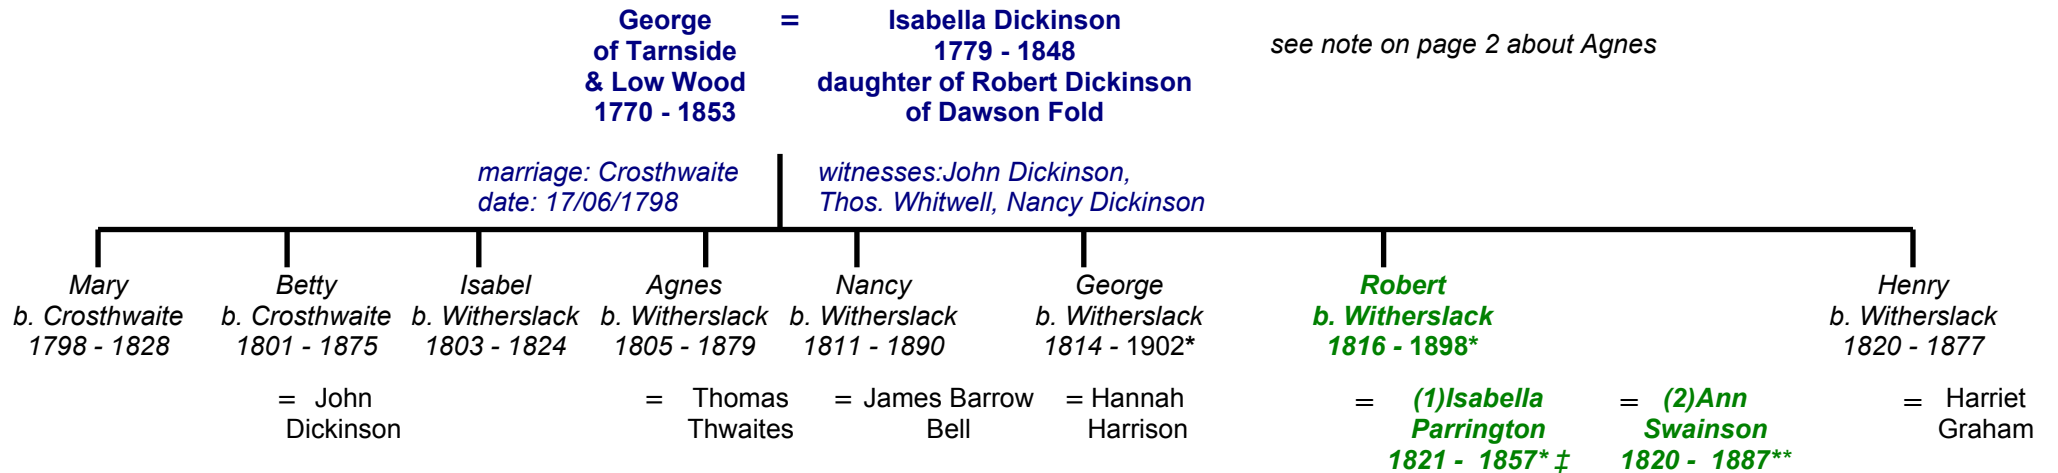 George = Isabella Dickinson
of Tarnside 1779 - 1848
& Low Wood daughter of Robert Dickinson
1770 - 1853 of Dawson Fold
see note on page 2 about Agnes
marriage: Crosthwaite witnesses:John Dickinson,
date: 17/06/1798 Thos. Whitwell, Nancy Dickinson
Mary Betty Isabel Agnes Nancy George Robert Henry
b. Crosthwaite b. Crosthwaite b. Witherslack b. Witherslack b. Witherslack b. Witherslack b. Witherslack b. Witherslack
1798 - 1828 1801 - 1875 1803 - 1824 1805 - 1879 1811 - 1890 1814 - 1902* 1816 - 1898* 1820 - 1877
= John = Thomas = James Barrow = Hannah = (1)Isabella = (2)Ann = Harriet
Dickinson Thwaites Bell Harrison Parrington Swainson Graham
1821 - 1857* ‡ 1820 - 1887**